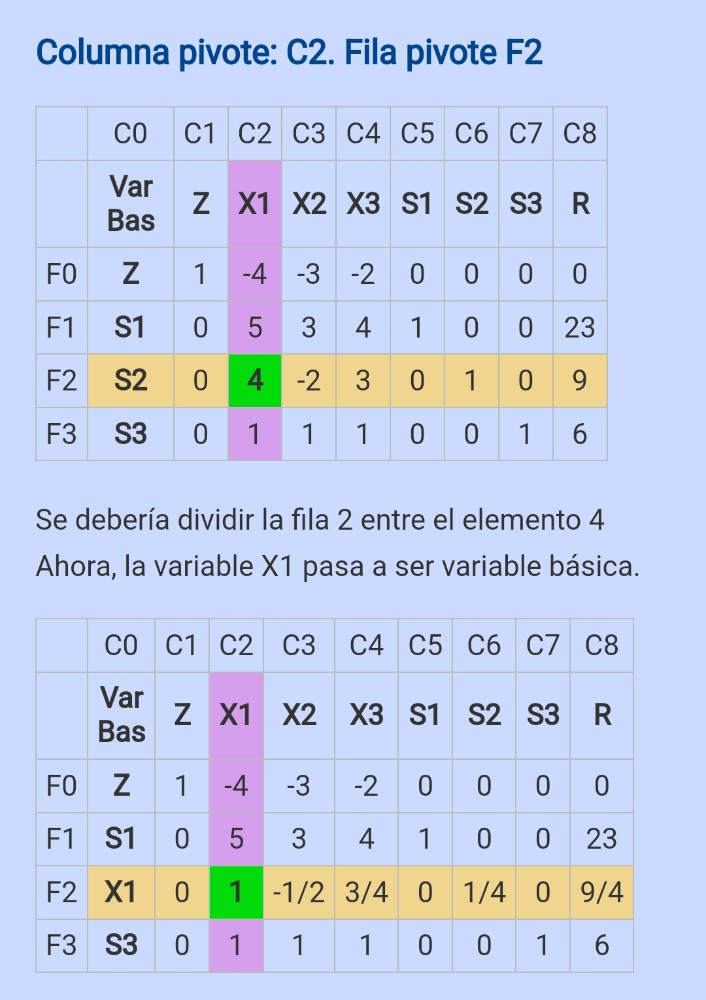 Columna pivote: C2. Fila pivote F2
C0 C1 C2 C3 C4 C5 C6 C7 C8
Var Bas Z X1 X2 X3 S1 S2 S3 R
F0 Z 1 -4 -3 -2 0 0 0 0
F1 S1 0 5 3 4 1 0 0 23
F2 S2 0 4 -2 3 0 1 0 9
F3 S3 0 1 1 1 0 0 1 6
Se debería dividir la fila 2 entre el elemento 4
Ahora, la variable X1 pasa a ser variable básica.
C0 C1 C2 C3 C4 C5 C6 C7 C8
Var Bas Z X1 X2 X3 S1 S2 S3 R
F0 Z 1 -4 -3 -2 0 0 0 0
F1 S1 0 5 3 4 1 0 0 23
F2 X1 0 1 -1/2 3/4 0 1/4 0 9/4
F3 S3 0 1 1 1 0 0 1 6